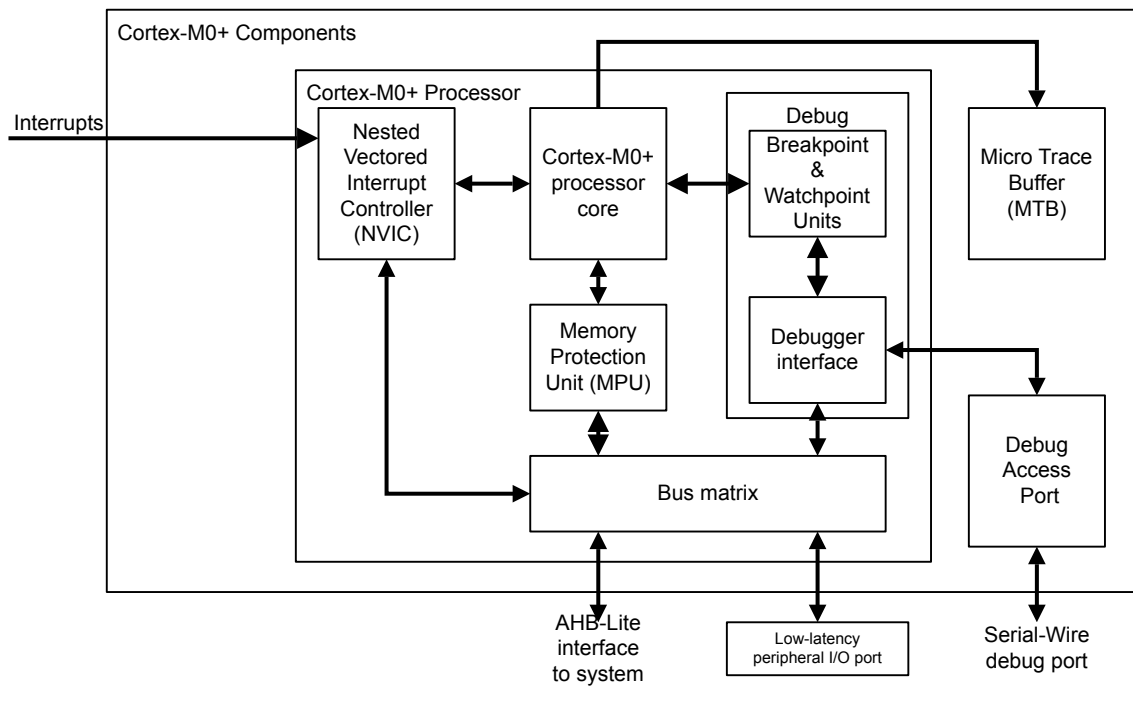 Cortex-M0+ Components
Cortex-M0+ Processor
Interrupts
Nested
Vectored
Interrupt
Controller
(NVIC)
Cortex-M0+
processor
core
Debug
Breakpoint
&
Watchpoint
Units
Micro Trace
Buffer
(MTB)
Memory
Protection
Unit (MPU)
Debugger
interface
Debug
Access
Port
Bus matrix
AHB-Lite
interface
to system
Low-latency
peripheral I/O port
Serial-Wire
debug port